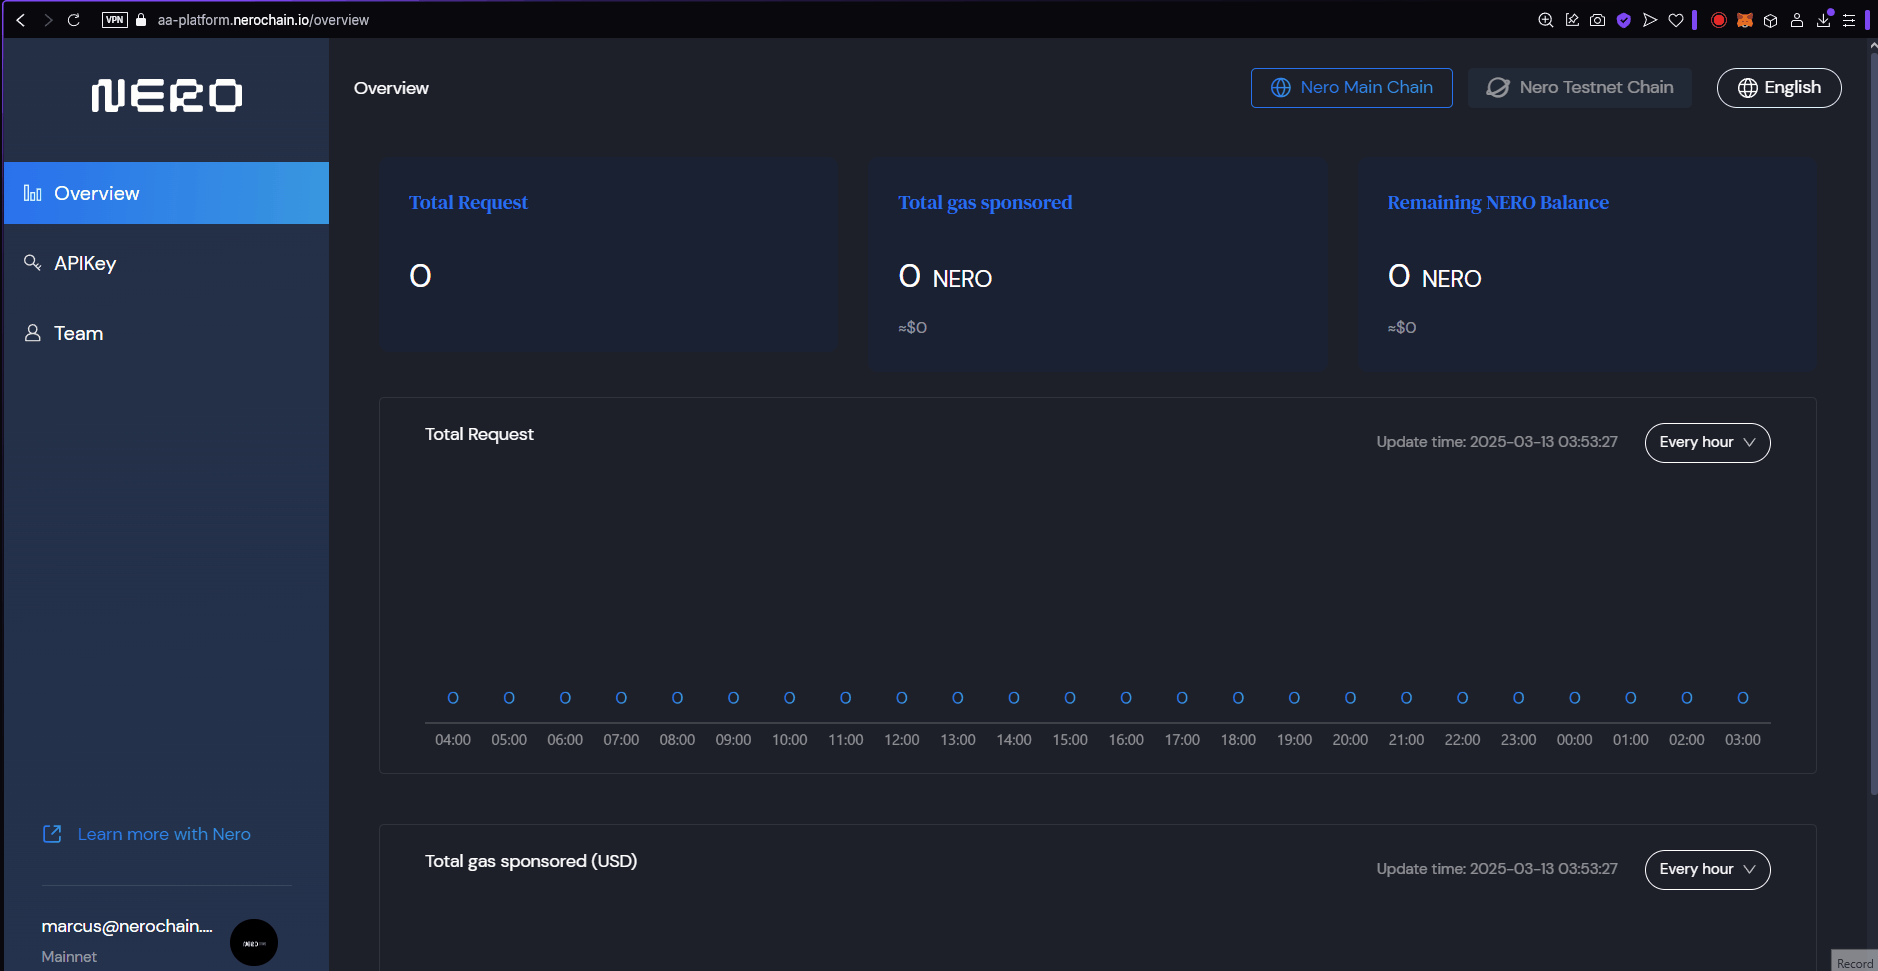 VPN aa-platform.nerochain.io/overview
NERO
Overview
APIKey
Team
Learn more with Nero
marcus@nerochain....
Mainnet
Overview
Nero Main Chain
Nero Testnet Chain
English
Total Request
0
Total gas sponsored
0 NERO
≈$0
Remaining NERO Balance
0 NERO
≈$0
Total Request
Update time: 2025-03-13 03:53:27
Every hour
0 0 0 0 0 0 0 0 0 0 0 0 0 0 0 0 0 0 0 0 0 0 0 0
04:00 05:00 06:00 07:00 08:00 09:00 10:00 11:00 12:00 13:00 14:00 15:00 16:00 17:00 18:00 19:00 20:00 21:00 22:00 23:00 00:00 01:00 02:00 03:00
Total gas sponsored (USD)
Update time: 2025-03-13 03:53:27
Every hour
Record